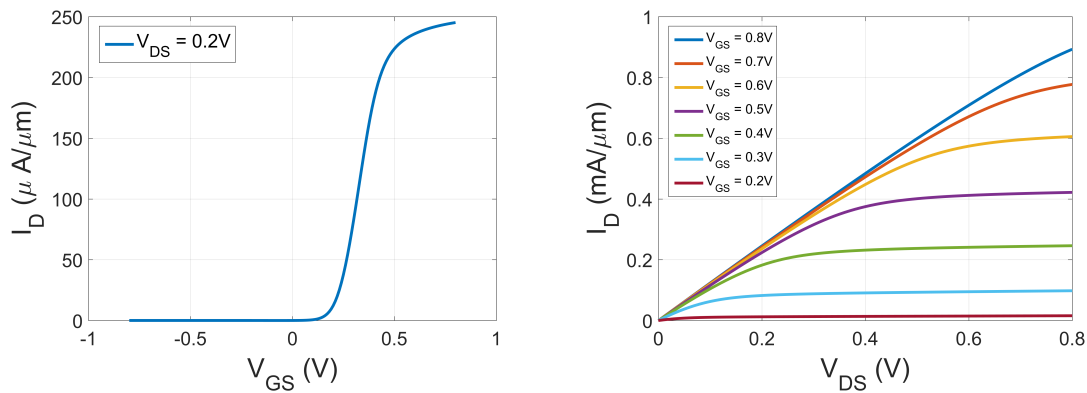 250
200
150
100
50
0
-1
-0.5
0
0.5
1
I_D (μ A/μm)
V_GS (V)
V_DS = 0.2V
1
0.8
0.6
0.4
0.2
0
0
0.2
0.4
0.6
0.8
I_D (mA/μm)
V_DS (V)
V_GS = 0.8V
V_GS = 0.7V
V_GS = 0.6V
V_GS = 0.5V
V_GS = 0.4V
V_GS = 0.3V
V_GS = 0.2V